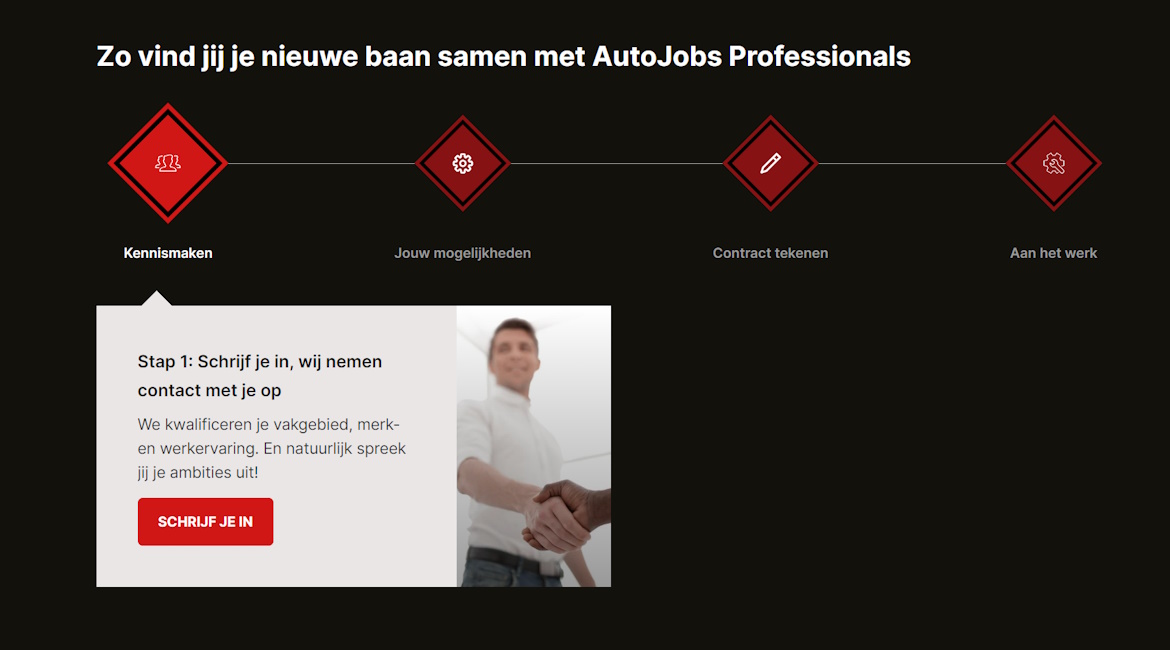 Zo vind jij je nieuwe baan samen met AutoJobs Professionals
Kennismaken
Jouw mogelijkheden
Contract tekenen
Aan het werk
Stap 1: Schrijf je in, wij nemen
contact met je op
We kwalificeren je vakgebied, merk-
en werkervaring. En natuurlijk spreek
jij je ambities uit!
SCHRIJF JE IN